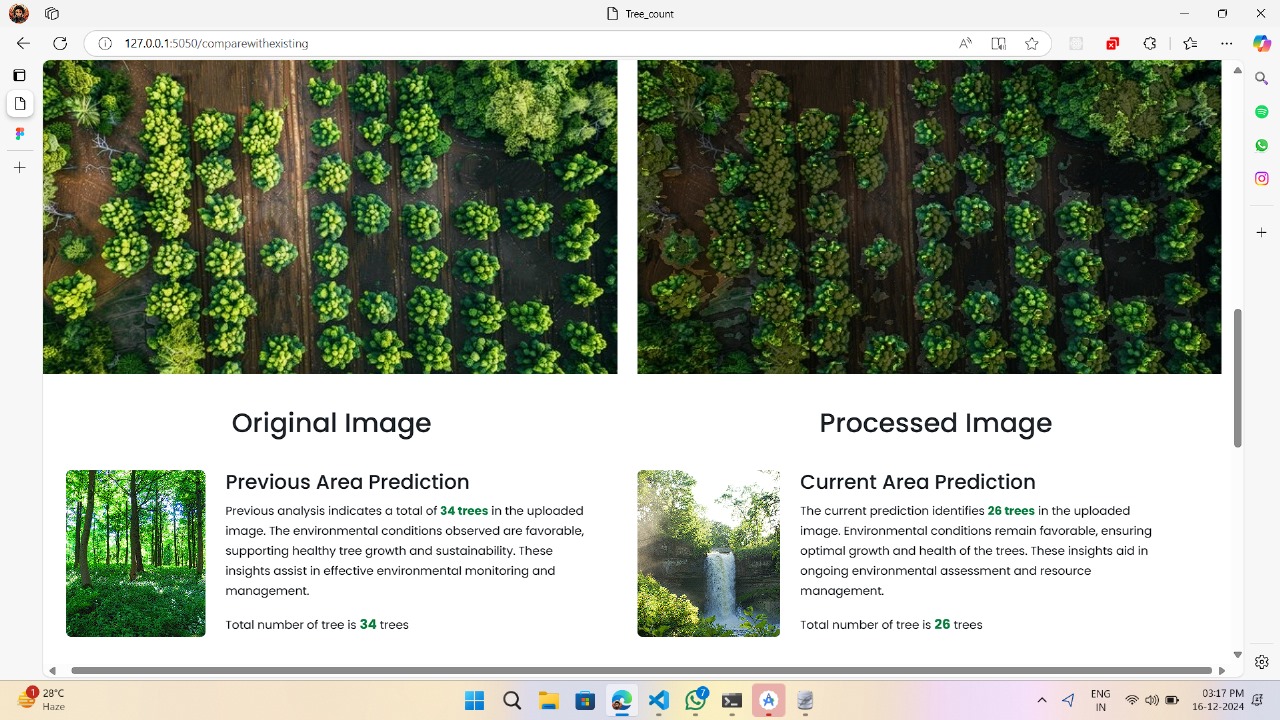 Tree_count
127.0.0.1:5050/comparewithexisting
Original Image
Processed Image
Previous Area Prediction
Previous analysis indicates a total of 34 trees in the uploaded
image. The environmental conditions observed are favorable,
supporting healthy tree growth and sustainability. These
insights assist in effective environmental monitoring and
management.
Total number of tree is 34 trees
Current Area Prediction
The current prediction identifies 26 trees in the uploaded
image. Environmental conditions remain favorable, ensuring
optimal growth and health of the trees. These insights aid in
ongoing environmental assessment and resource
management.
Total number of tree is 26 trees
1
28°C
Haze
7
ENG
IN
03:17 PM
16-12-2024